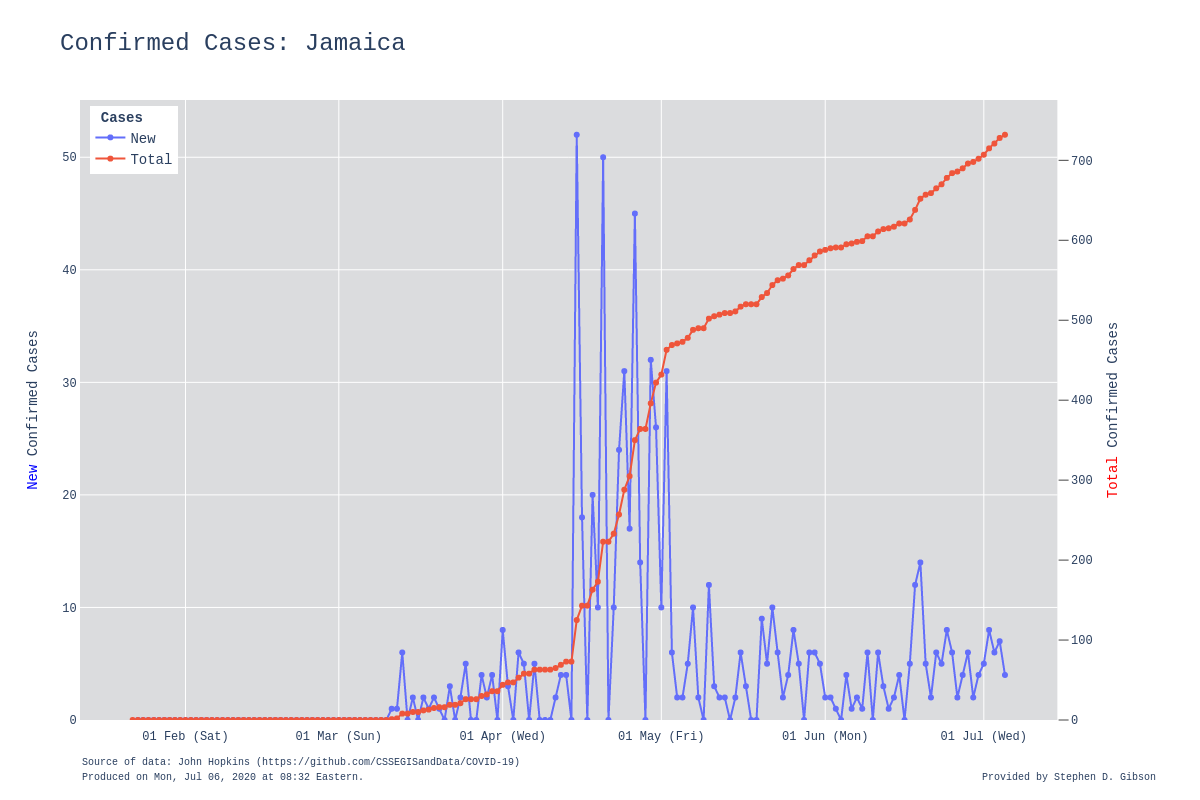 Confirmed Cases: Jamaica
Cases
New
Total
50
40
30
20
10
0
700
600
500
400
300
200
100
0
New Confirmed Cases
Total Confirmed Cases
01 Feb (Sat) 01 Mar (Sun) 01 Apr (Wed) 01 May (Fri) 01 Jun (Mon) 01 Jul (Wed)
Source of data: John Hopkins (https://github.com/CSSEGISandData/COVID-19)
Produced on Mon, Jul 06, 2020 at 08:32 Eastern.
Provided by Stephen D. Gibson